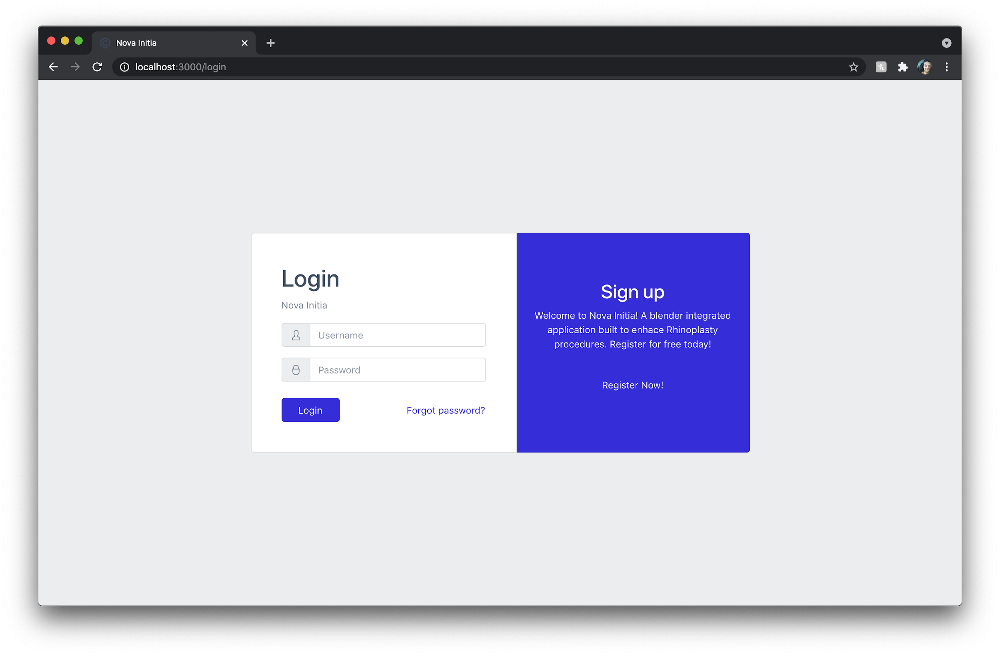 Nova Initia
localhost:3000/login
Login
Nova Initia
Username
Password
Login
Forgot password?
Sign up
Welcome to Nova Initia! A blender integrated
application built to enhace Rhinoplasty
procedures. Register for free today!
Register Now!